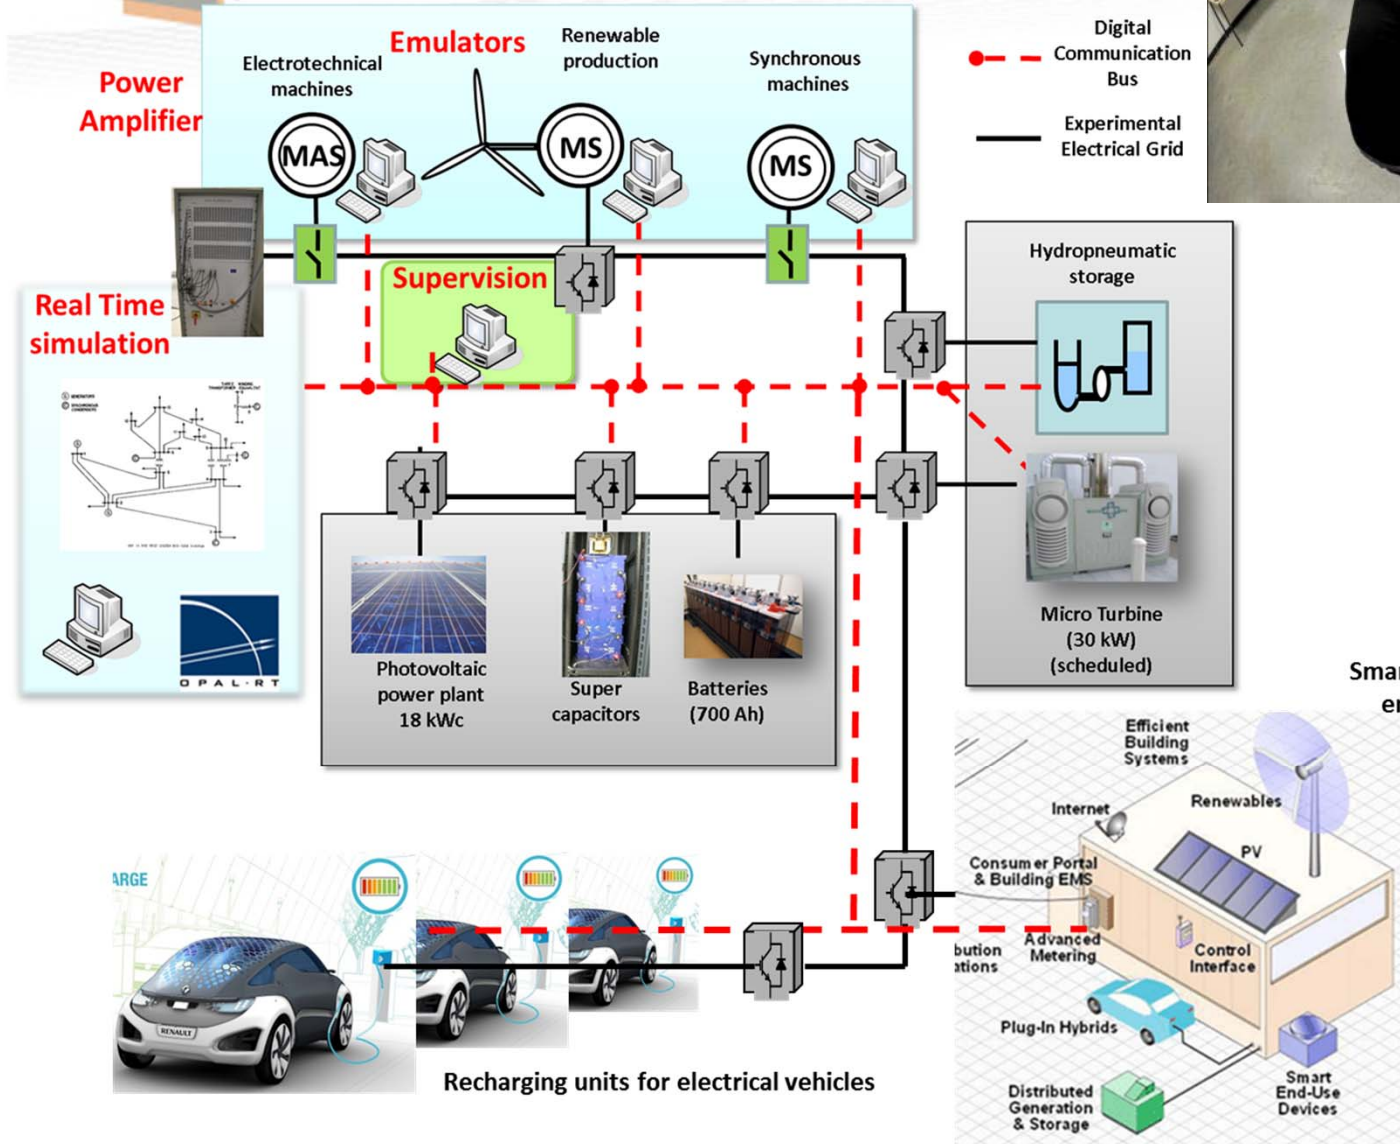 Power
Amplifier
Emulators
Electrotechnical
machines
Renewable
production
Synchronous
machines
MAS
MS
MS
Digital
Communication
Bus
Experimental
Electrical Grid
Supervision
Real Time
simulation
OPAL-RT
Hydropneumatic
storage
Micro Turbine
(30 kW)
(scheduled)
Photovoltaic
power plant
18 kWc
Super
capacitors
Batteries
(700 Ah)
Efficient
Building
Systems
Internet
Renewables
PV
Consumer Portal
& Building EMS
Advanced
Metering
Control
Interface
Plug-In Hybrids
Distributed
Generation
& Storage
Smart
End-Use
Devices
ARGE
RENAULT
Recharging units for electrical vehicles